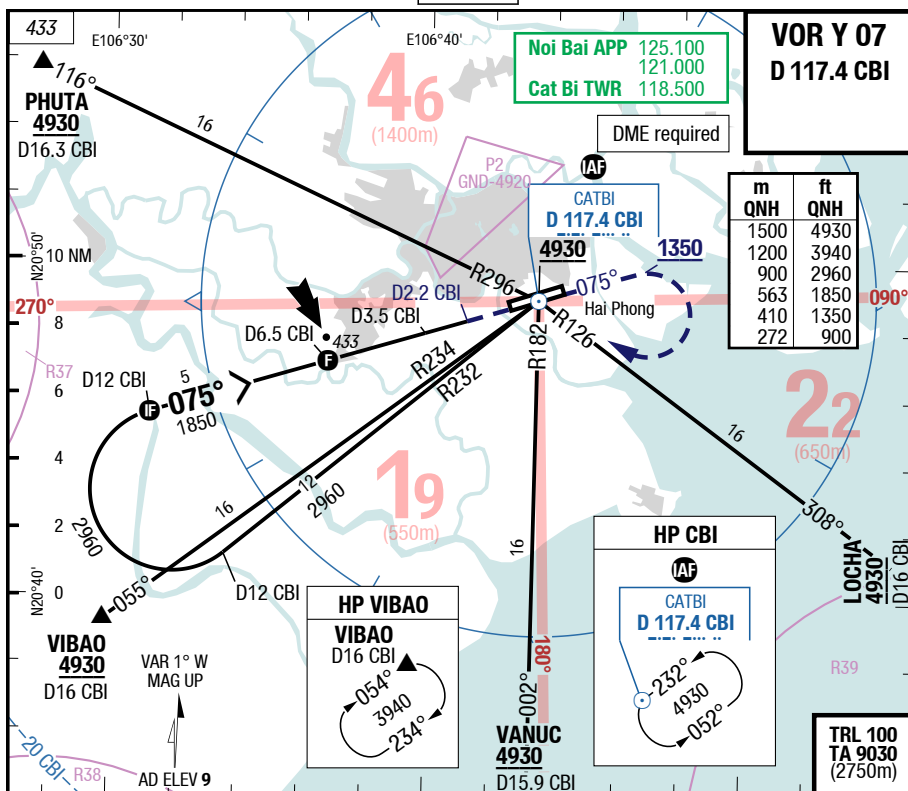 433
E106°30'
E106°40'
VOR Y 07
D 117.4 CBI
Noi Bai APP 125.100
121.000
Cat Bi TWR 118.500
DME required
116°
PHUTA
4930
D16.3 CBI
16
46
(1400m)
P2
GND-4920
IAF
CATBI
D 117.4 CBI
4930
1350
m ft
QNH QNH
1500 4930
1200 3940
900 2960
563 1850
410 1350
272 900
N20°50'
10 NM
8
6
4
2
0
N20°40'
270°
090°
R296
D2.2 CBI
075°
Hai Phong
D3.5 CBI
D6.5 CBI
433
F
R37
D12 CBI
IF
5
075°
1850
R234
R232
R182
R126
16
22
(650m)
19
(550m)
16
12
2960
2960
16
308°
LOCHA
4930
D16 CBI
D12 CBI
055°
VIBAO
4930
D16 CBI
VAR 1° W
MAG UP
AD ELEV 9
20 CBI
R38
HP VIBAO
VIBAO
D16 CBI
054°
3940
234°
180°
002°
VANUC
4930
D15.9 CBI
HP CBI
IAF
CATBI
D 117.4 CBI
232°
4930
052°
R39
TRL 100
TA 9030
(2750m)